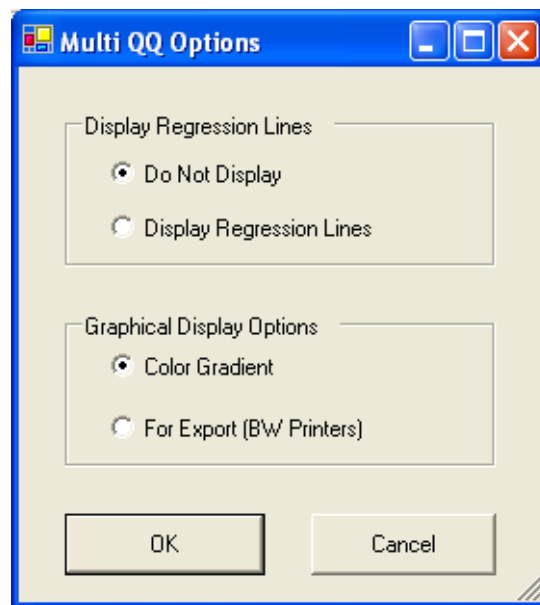 Multi QQ Options
Display Regression Lines
Do Not Display
Display Regression Lines
Graphical Display Options
Color Gradient
For Export (BW Printers)
OK
Cancel